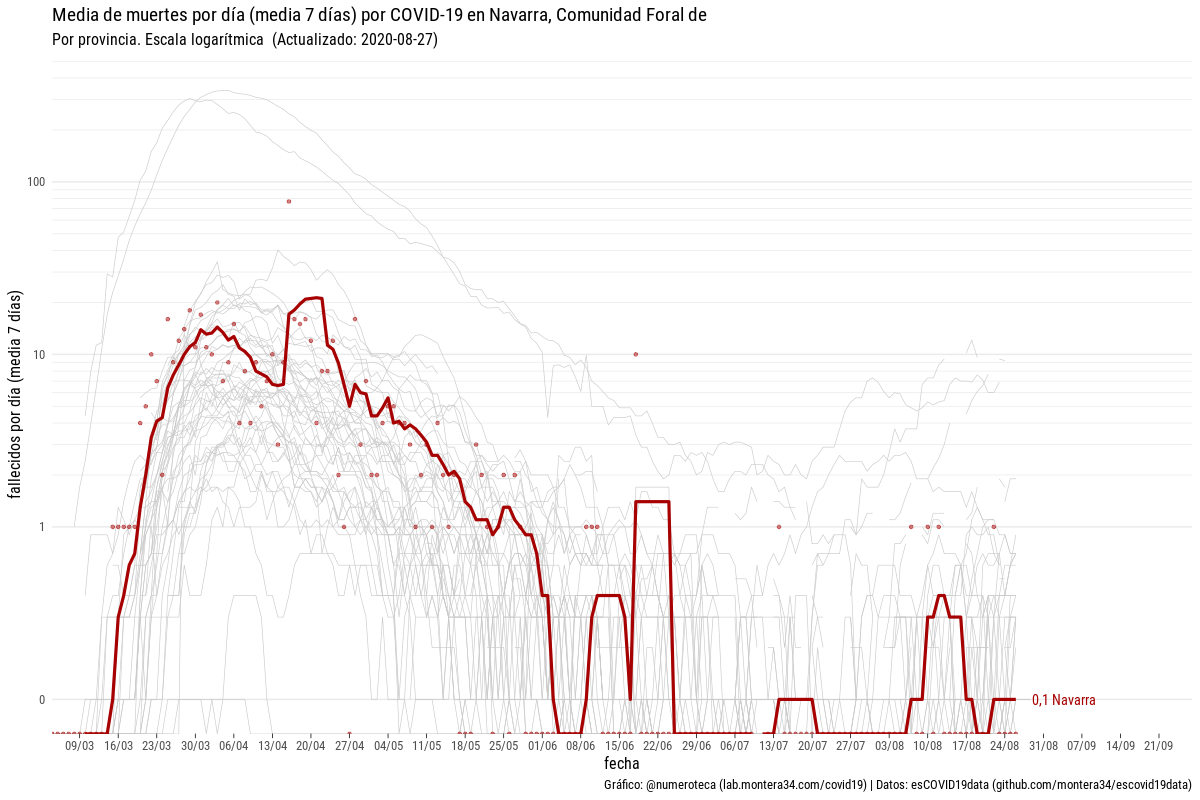 Media de muertes por día (media 7 días) por COVID-19 en Navarra, Comunidad Foral de
Por provincia. Escala logarítmica  (Actualizado: 2020-08-27)
fallecidos por día (media  7 días)
100
10
1
0
0,1 Navarra
09/03 16/03 23/03 30/03 06/04 13/04 20/04 27/04 04/05 11/05 18/05 25/05 01/06 08/06 15/06 22/06 29/06 06/07 13/07 20/07 27/07 03/08 10/08 17/08 24/08 31/08 07/09 14/09 21/09
fecha
Gráfico: @numeroteca (lab.montera34.com/covid19) | Datos: esCOVID19data (github.com/montera34/escovid19data)